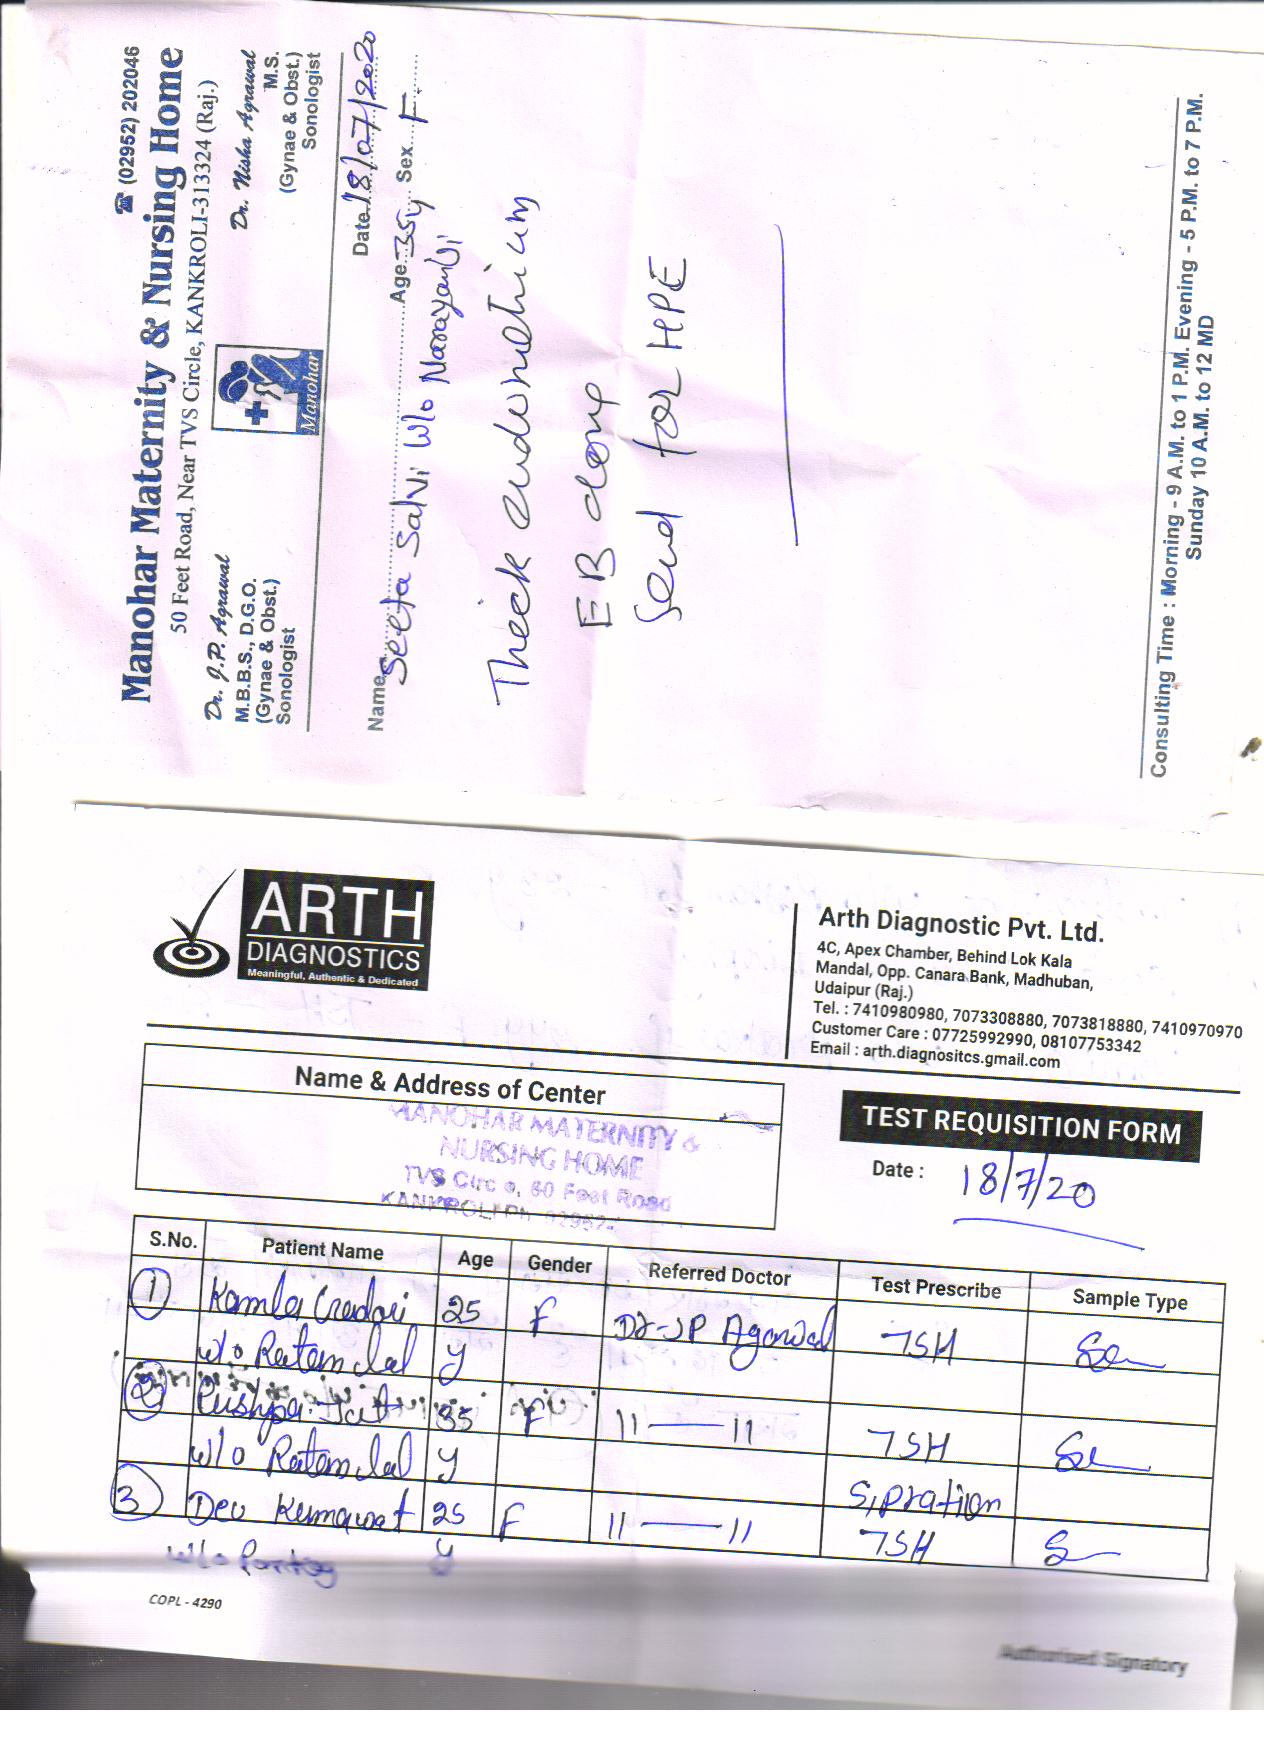 Manohar Maternity & Nursing Home
☎ (02952) 202046
50 Feet Road, Near TVS Circle, KANKROLI-313324 (Raj.)
Dr. J.P. Agrawal
M.B.B.S., D.G.O.
(Gynae & Obst.)
Sonologist
Manohar
Dr. Nisha Agrawal
M.S.
(Gynae & Obst.)
Sonologist
Date 18/07/2020
Name Seeta Salvi W/o Narayanji Age 35y Sex F
Thick endometrium
EB done
Send for HPE
Consulting Time : Morning - 9 A.M. to 1 P.M. Evening - 5 P.M. to 7 P.M.
Sunday 10 A.M. to 12 MD
ARTH
DIAGNOSTICS
Meaningful, Authentic & Dedicated
Arth Diagnostic Pvt. Ltd.
4C, Apex Chamber, Behind Lok Kala
Mandal, Opp. Canara Bank, Madhuban,
Udaipur (Raj.)
Tel. : 7410980980, 7073308880, 7073818880, 7410970970
Customer Care : 07725992990, 08107753342
Email : arth.diagnositcs.gmail.com
Name & Address of Center
MANOHAR MATERNITY &
NURSING HOME
TVS Circle, 60 Feet Road
KANKROLI
TEST REQUISITION FORM
Date : 18/7/20
S.No. Patient Name Age Gender Referred Doctor Test Prescribe Sample Type
1 Kamla 25 F Dr JP Agarwal TSH
w/o Ratanlal y
2 Pushpa 35 F 11 — 11 TSH
w/o Ratanlal y
3 Dev Kumawat 25 F 11 — 11 TSH
w/o y
COPL - 4290
Authorised Signatory